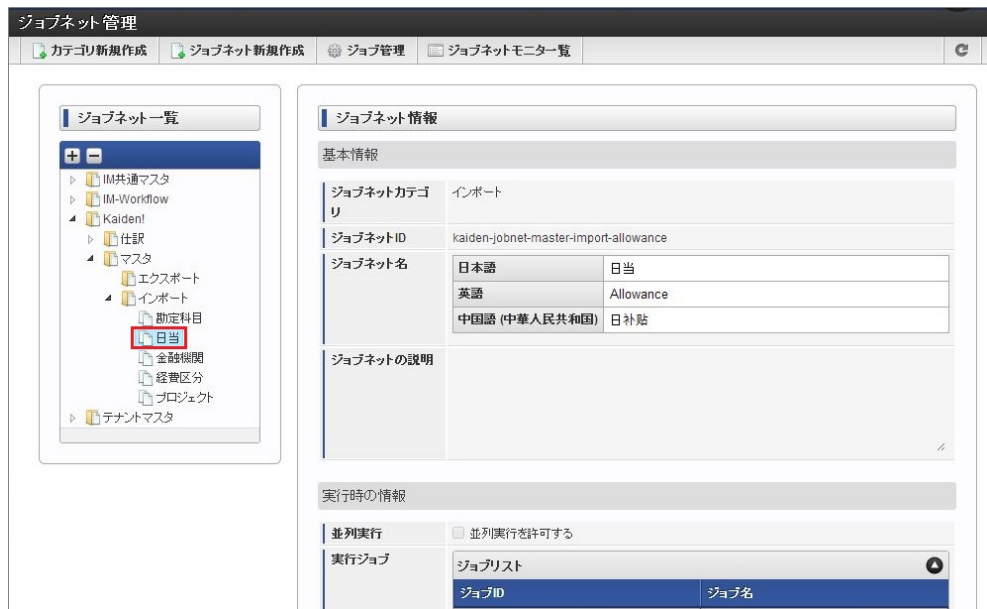 ジョブネット管理
カテゴリ新規作成 ジョブネット新規作成 ジョブ管理 ジョブネットモニター覧
ジョブネット一覧
IM共通マスタ
IM-Workflow
Kaiden!
仕訳
マスタ
エクスポート
インポート
勘定科目
日当
金融機関
経費区分
プロジェクト
テナントマスタ
ジョブネット情報
基本情報
ジョブネットカテゴリ インポート
ジョブネットID kaiden-jobnet-master-import-allowance
ジョブネット名 日本語 日当
英語 Allowance
中国語 (中華人民共和国) 日补贴
ジョブネットの説明
実行時の情報
並列実行 並列実行を許可する
実行ジョブ ジョブリスト
ジョブID ジョブ名